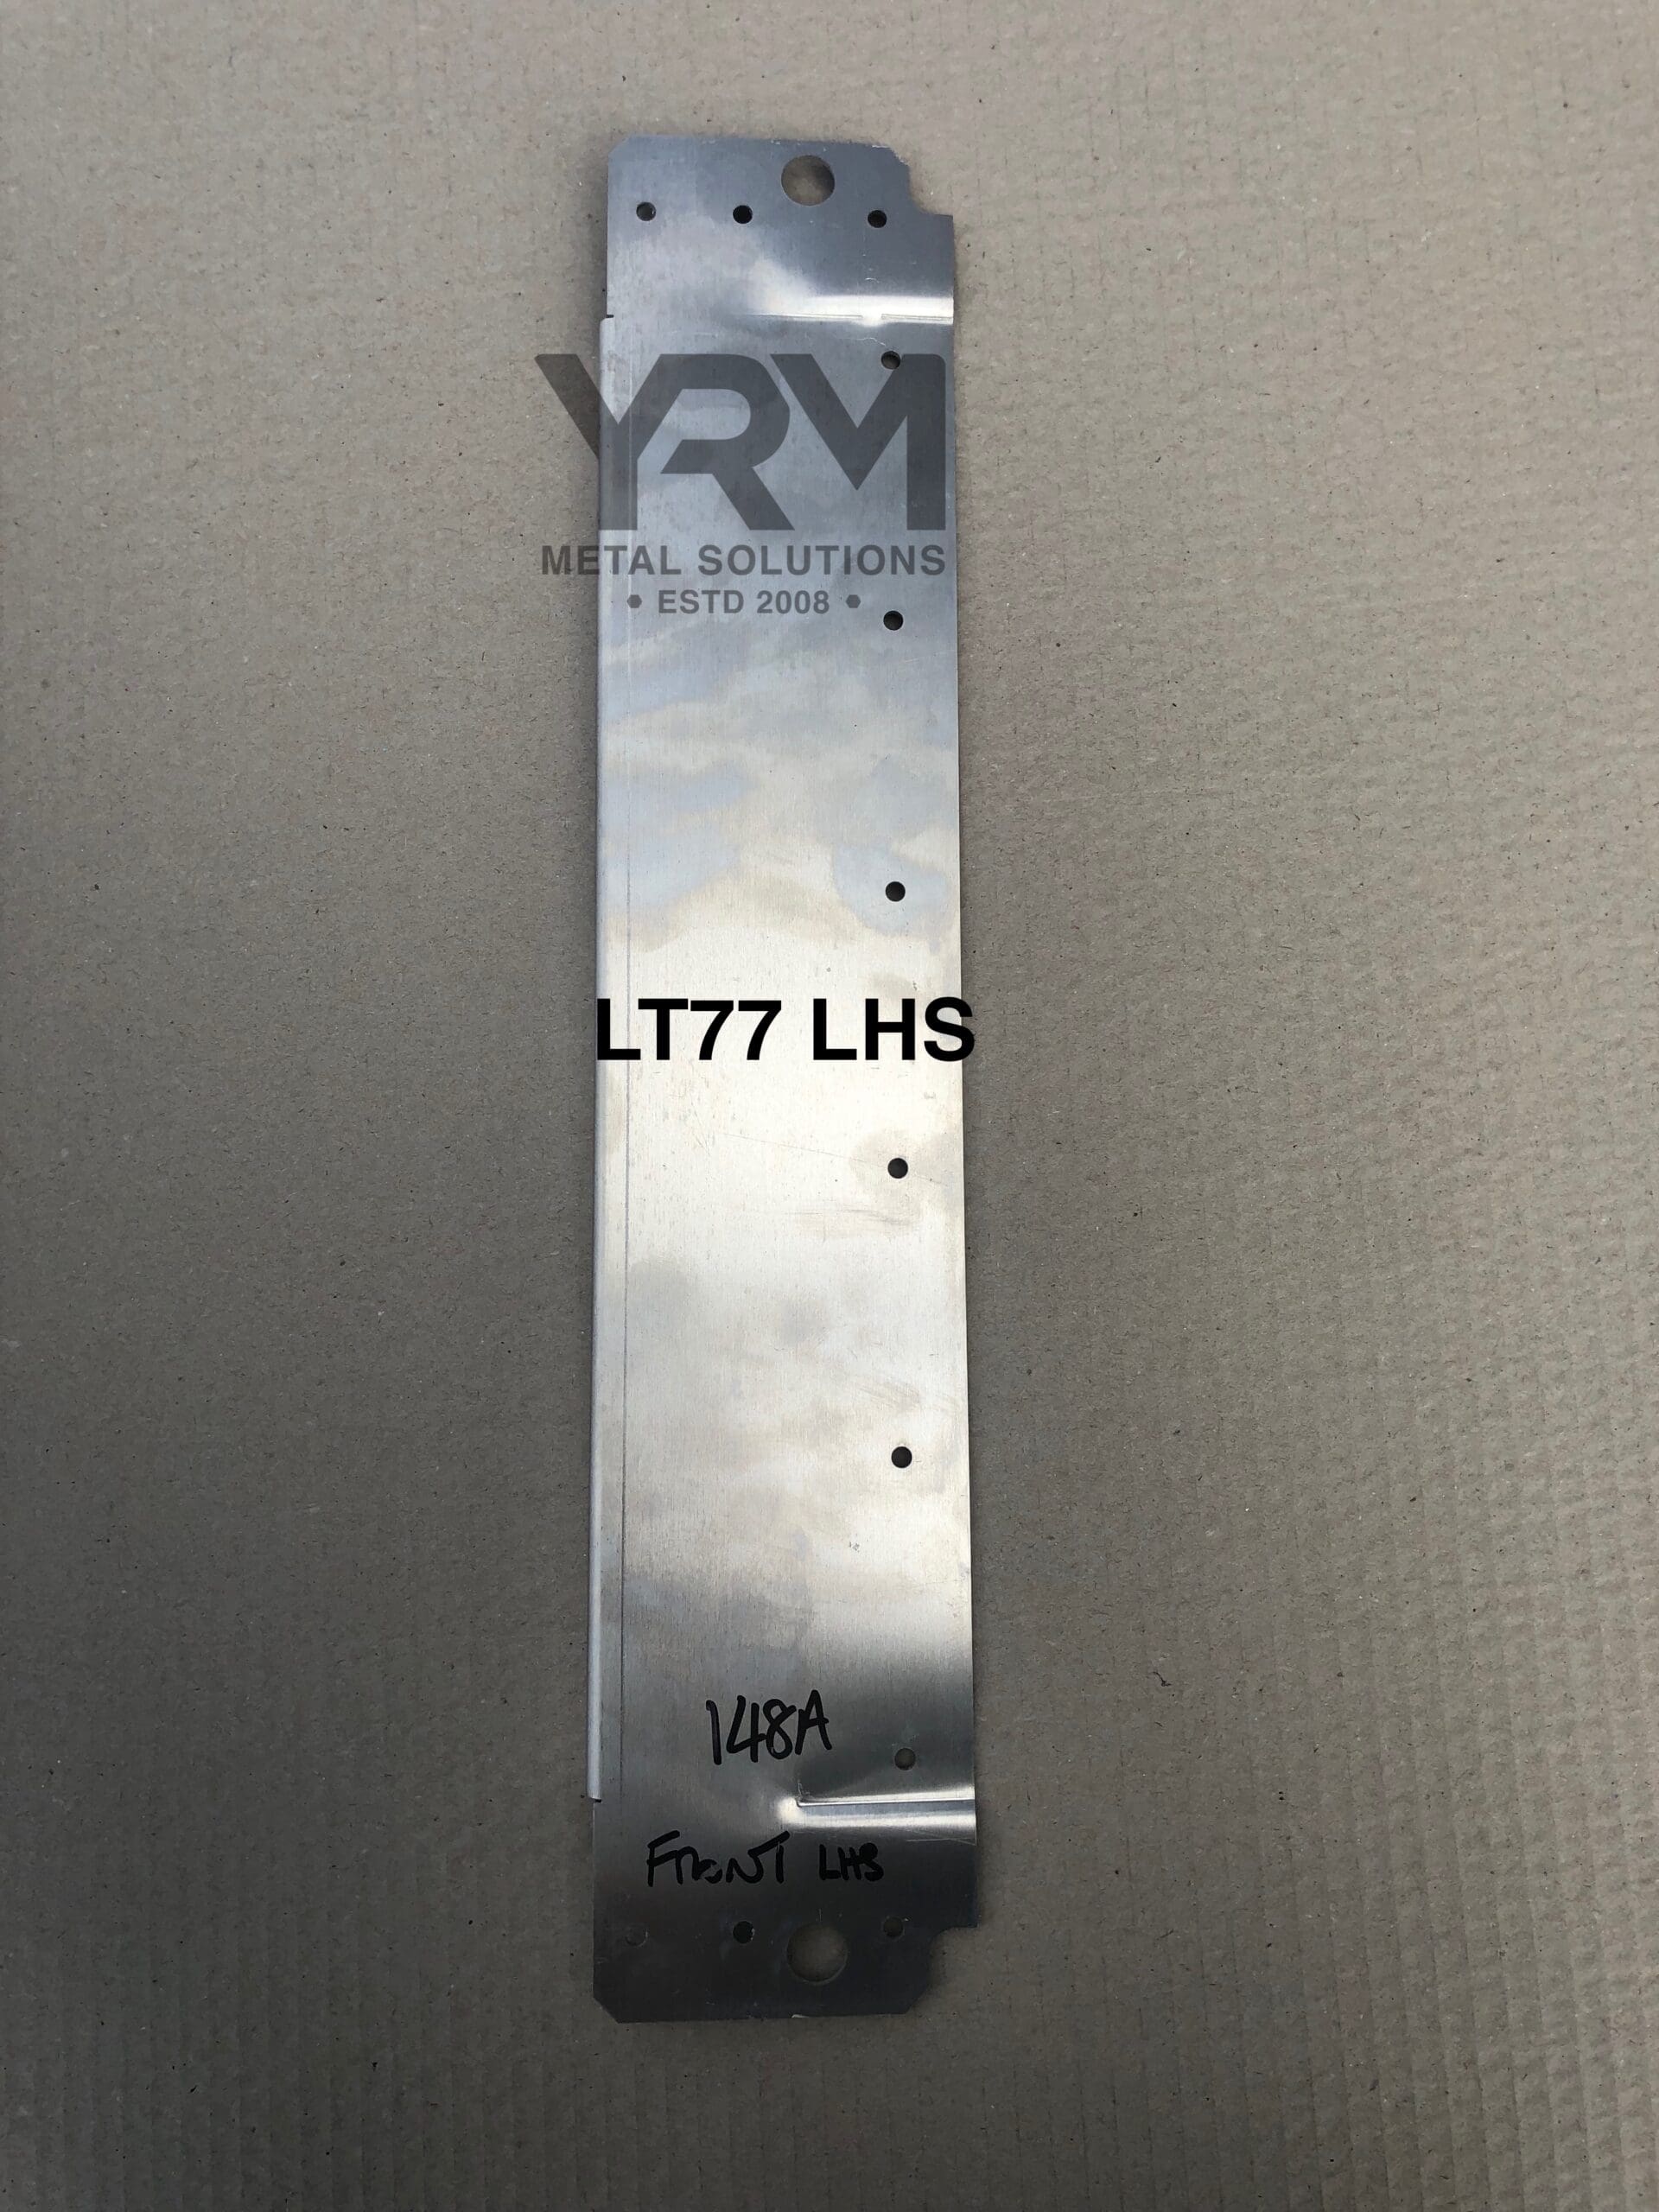 YRM
METAL SOLUTIONS
• ESTD 2008 •
LT77 LHS
148A
FRONT LHS